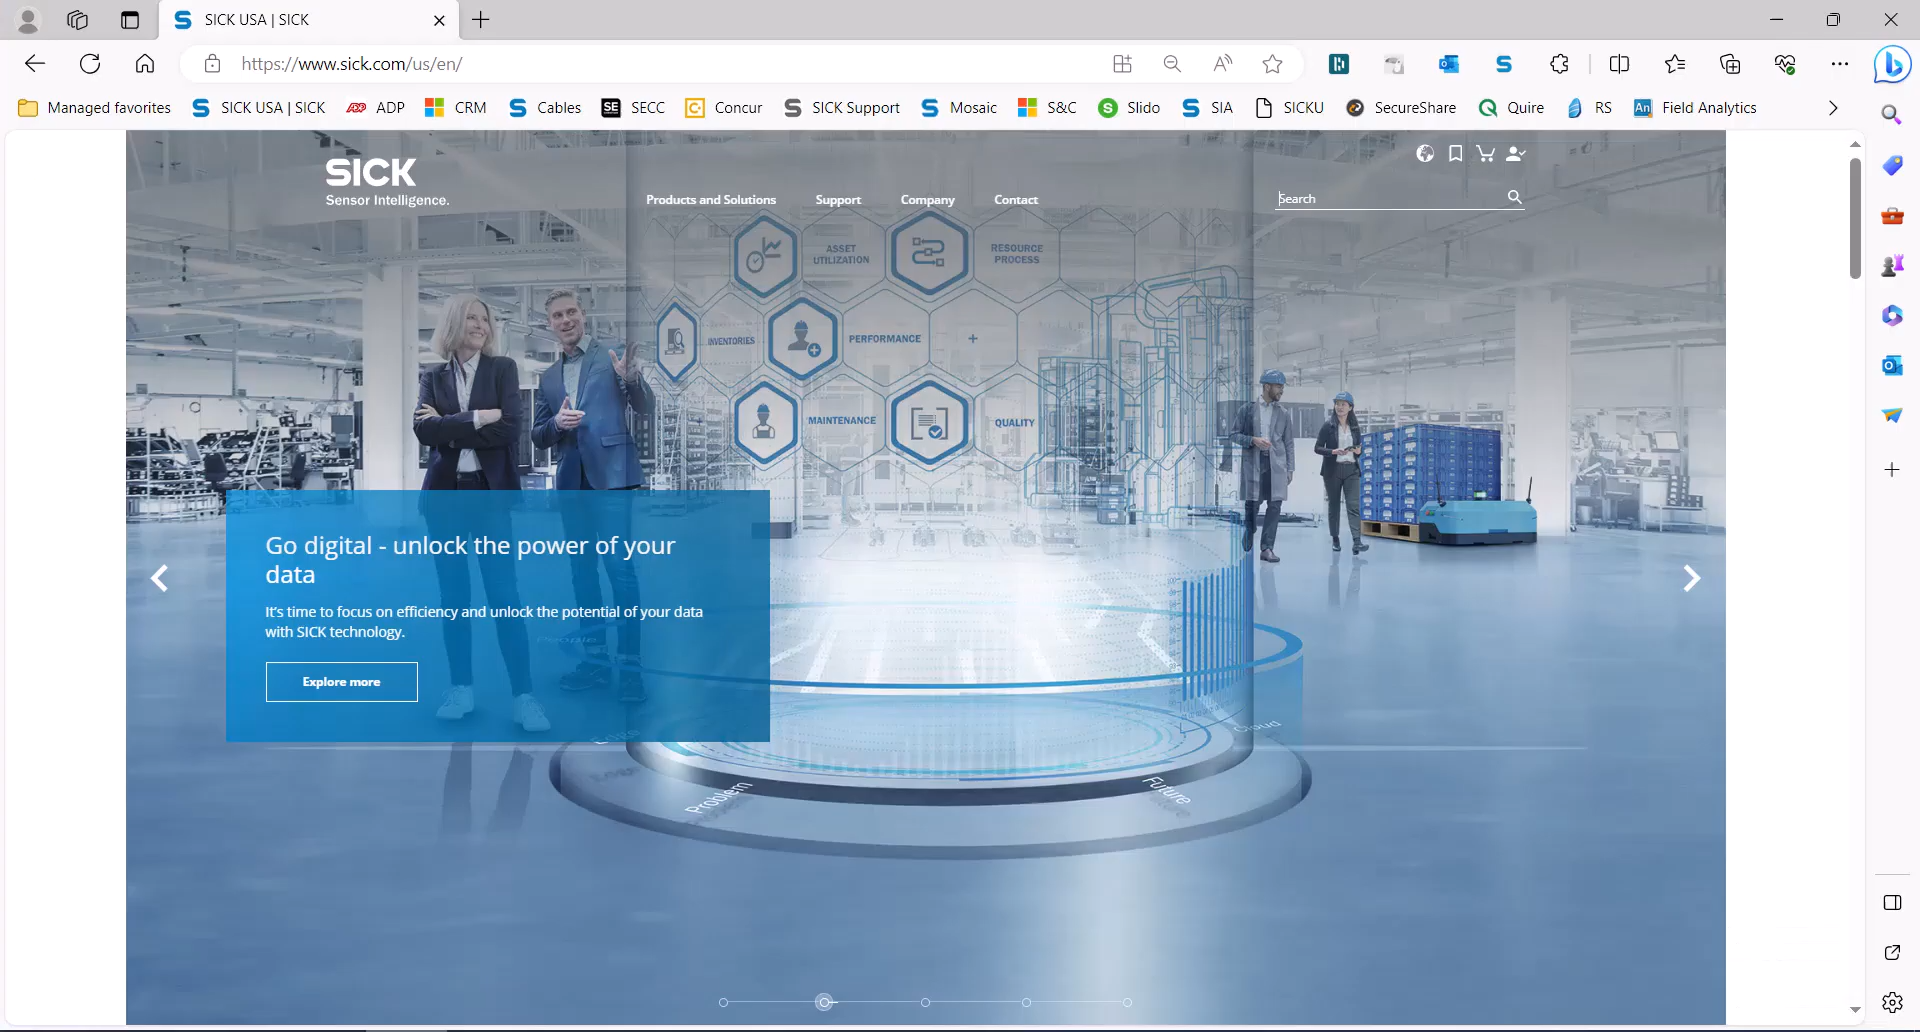 SICK USA | SICK
https://www.sick.com/us/en/
Managed favorites SICK USA | SICK ADP CRM Cables SECC Concur SICK Support Mosaic S&C Slido SIA SICKU SecureShare Quire RS Field Analytics
SICK
Sensor Intelligence.
Products and Solutions Support Company Contact
Search
ASSET
UTILIZATION
RESOURCE
PROCESS
INVENTORIES
PERFORMANCE
MAINTENANCE
QUALITY
Go digital - unlock the power of your
data
It's time to focus on efficiency and unlock the potential of your data
with SICK technology.
People
Explore more
Cloud
Problem
Future